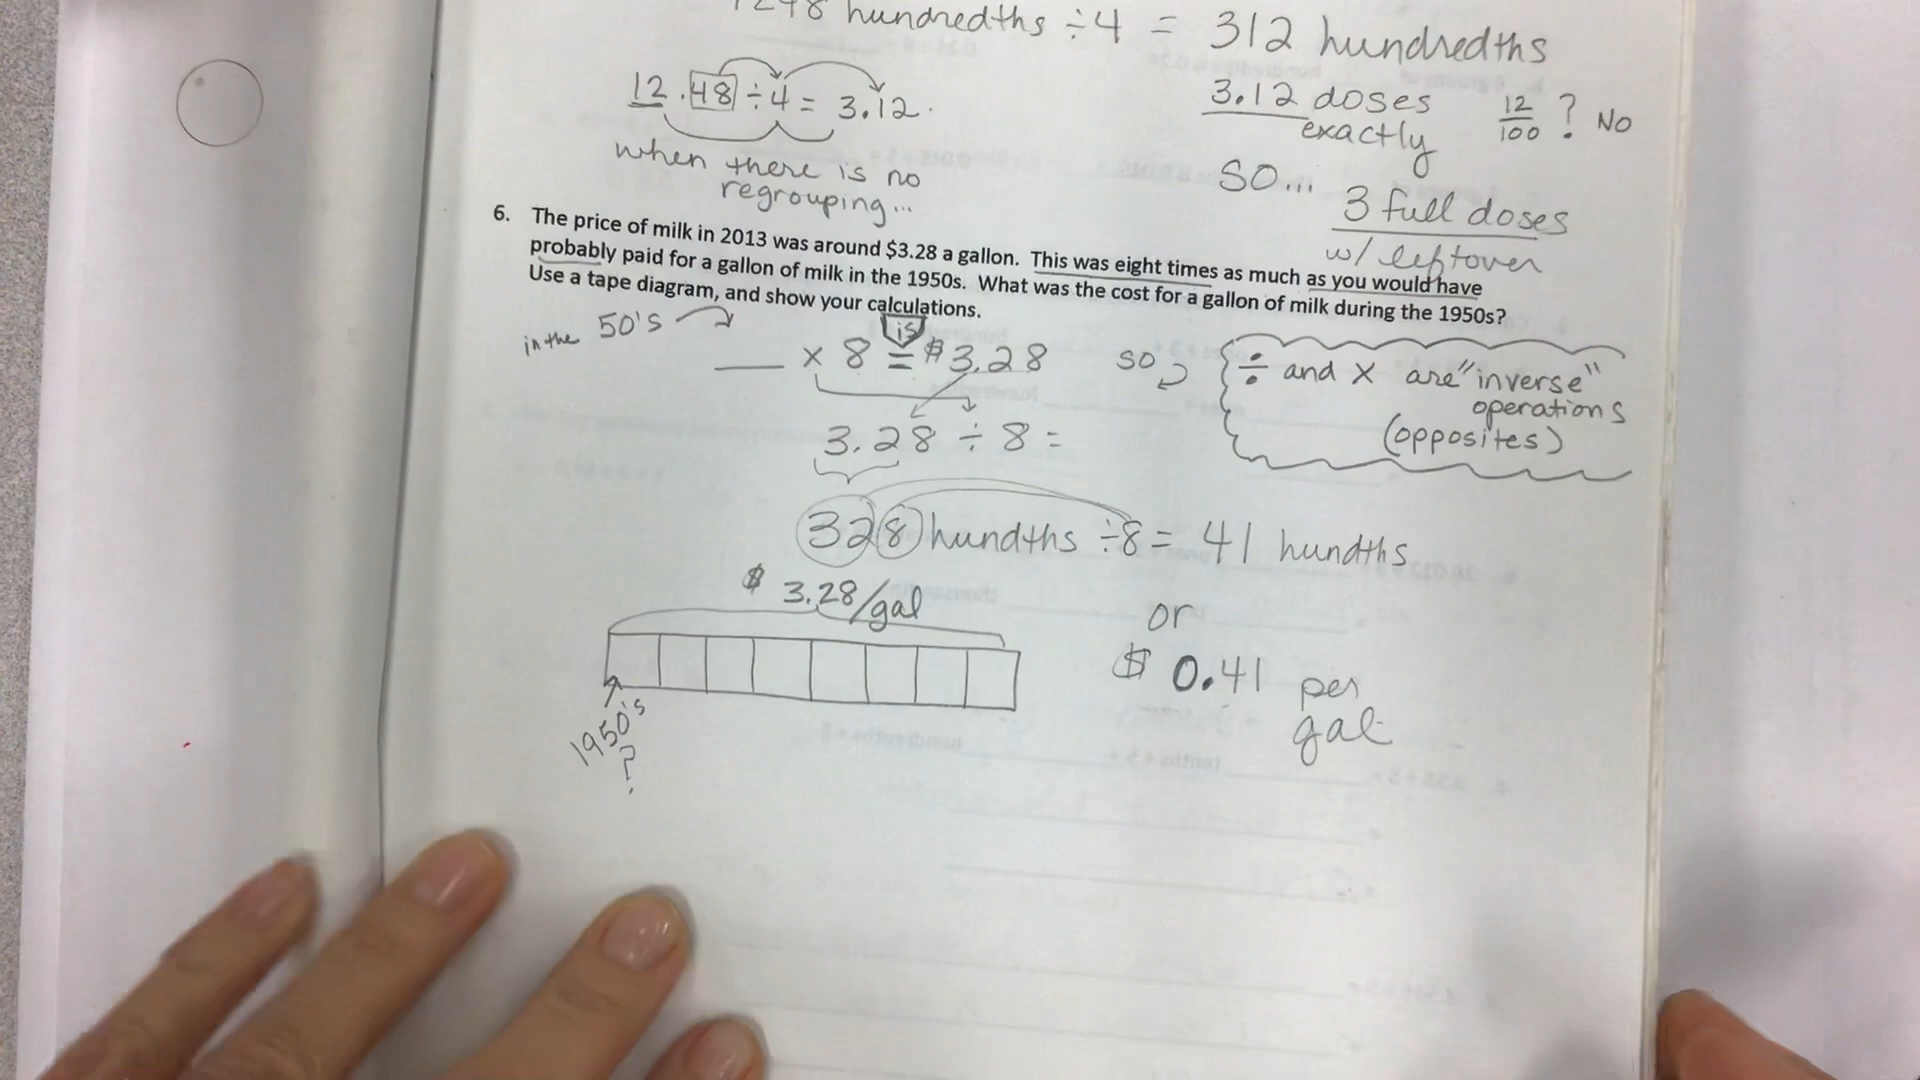 1248 hundredths ÷ 4 = 312 hundredths
12.48 ÷ 4 = 3.12.
when there is no
regrouping...
3.12 doses
exactly
12/100 ? NO
SO...
3 full doses
w/ leftover
6. The price of milk in 2013 was around $3.28 a gallon. This was eight times as much as you would have
probably paid for a gallon of milk in the 1950s. What was the cost for a gallon of milk during the 1950s?
Use a tape diagram, and show your calculations.
in the 50's
is
___ x 8 = $3.28
so
÷ and x are "inverse"
operations
(opposites)
3.28 ÷ 8 =
328 hundths ÷8 = 41 hundths
$ 3.28/gal
or
$ 0.41 per
gal
1950's
?